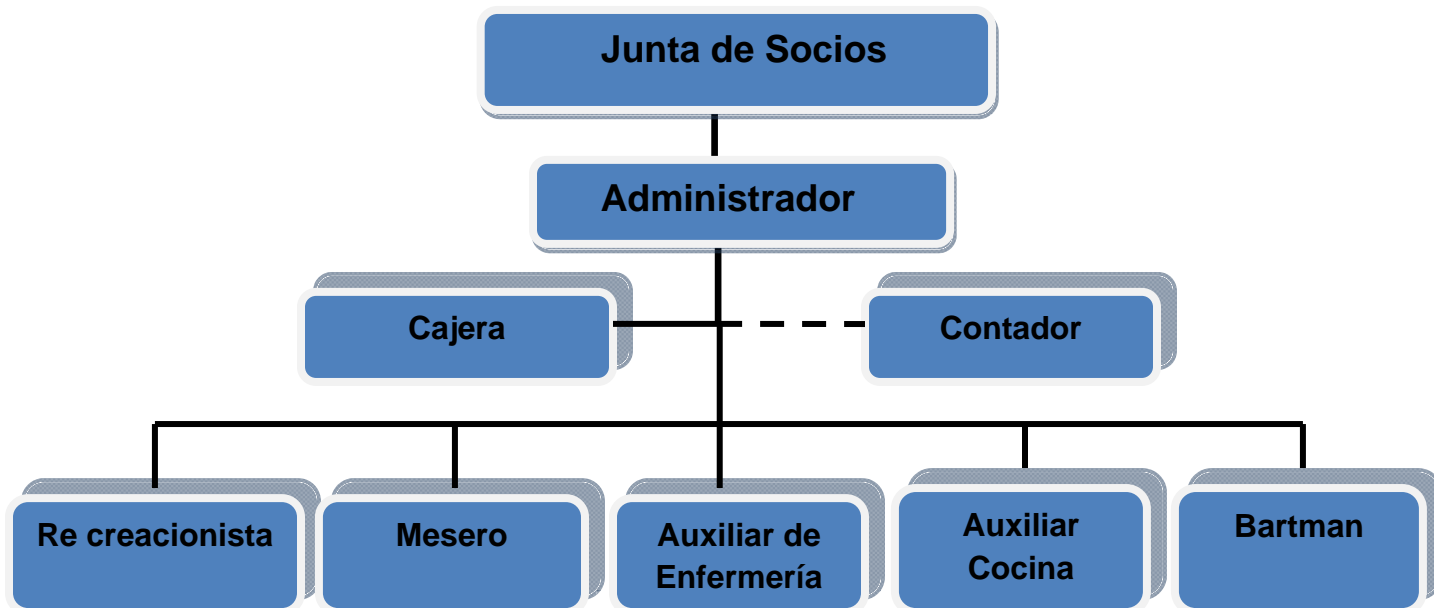 Junta de Socios
Administrador
Cajera
Contador
Re creacionista
Mesero
Auxiliar de
Enfermería
Auxiliar
Cocina
Bartman